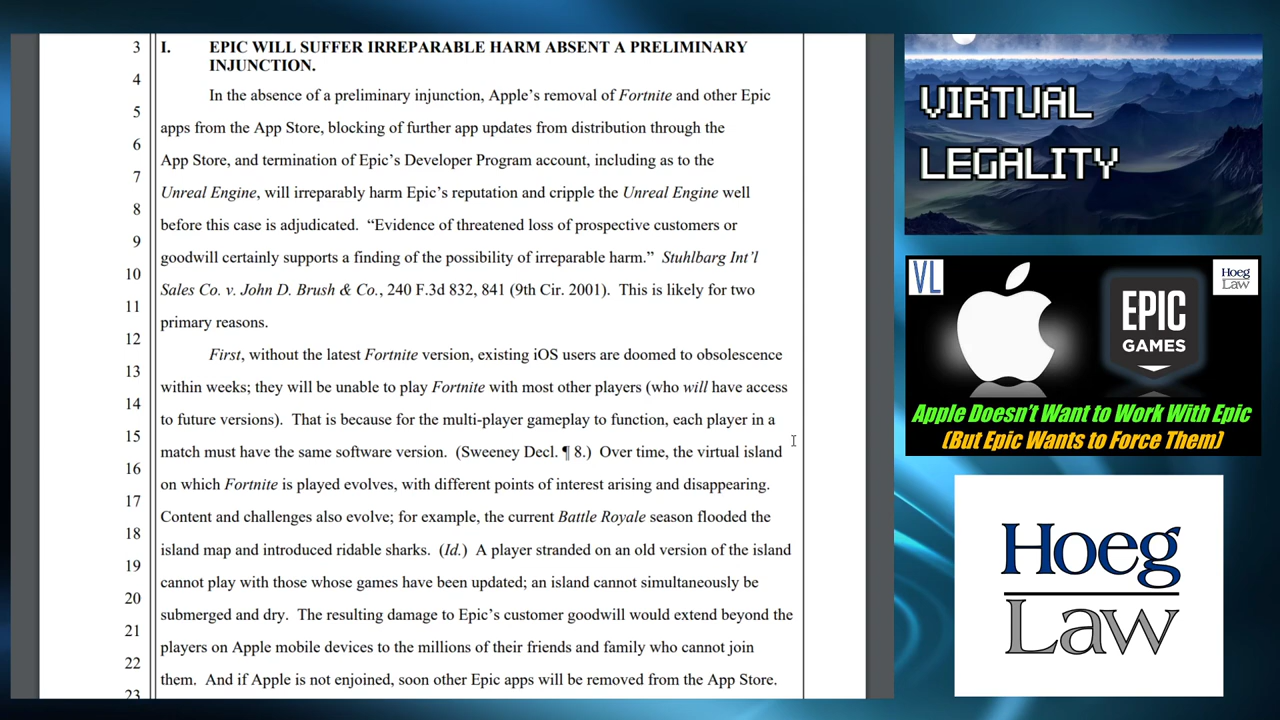 3 I. EPIC WILL SUFFER IRREPARABLE HARM ABSENT A PRELIMINARY
INJUNCTION.
4
In the absence of a preliminary injunction, Apple’s removal of Fortnite and other Epic
5
apps from the App Store, blocking of further app updates from distribution through the
6
App Store, and termination of Epic’s Developer Program account, including as to the
7
Unreal Engine, will irreparably harm Epic’s reputation and cripple the Unreal Engine well
8
before this case is adjudicated. “Evidence of threatened loss of prospective customers or
9
goodwill certainly supports a finding of the possibility of irreparable harm.” Stuhlbarg Int’l
10
Sales Co. v. John D. Brush & Co., 240 F.3d 832, 841 (9th Cir. 2001). This is likely for two
11
primary reasons.
12
First, without the latest Fortnite version, existing iOS users are doomed to obsolescence
13
within weeks; they will be unable to play Fortnite with most other players (who will have access
14
to future versions). That is because for the multi-player gameplay to function, each player in a
15
match must have the same software version. (Sweeney Decl. ¶ 8.) Over time, the virtual island
16
on which Fortnite is played evolves, with different points of interest arising and disappearing.
17
Content and challenges also evolve; for example, the current Battle Royale season flooded the
18
island map and introduced ridable sharks. (Id.) A player stranded on an old version of the island
19
cannot play with those whose games have been updated; an island cannot simultaneously be
20
submerged and dry. The resulting damage to Epic’s customer goodwill would extend beyond the
21
players on Apple mobile devices to the millions of their friends and family who cannot join
22
them. And if Apple is not enjoined, soon other Epic apps will be removed from the App Store.
23
VIRTUAL
LEGALITY
VL
Hoeg
Law
EPIC
GAMES
Apple Doesn't Want to Work With Epic
(But Epic Wants to Force Them)
Hoeg
Law